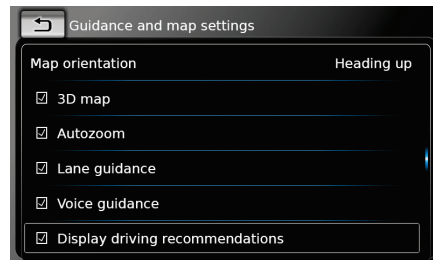 Guidance and map settings
Map orientation Heading up
3D map
Autozoom
Lane guidance
Voice guidance
Display driving recommendations